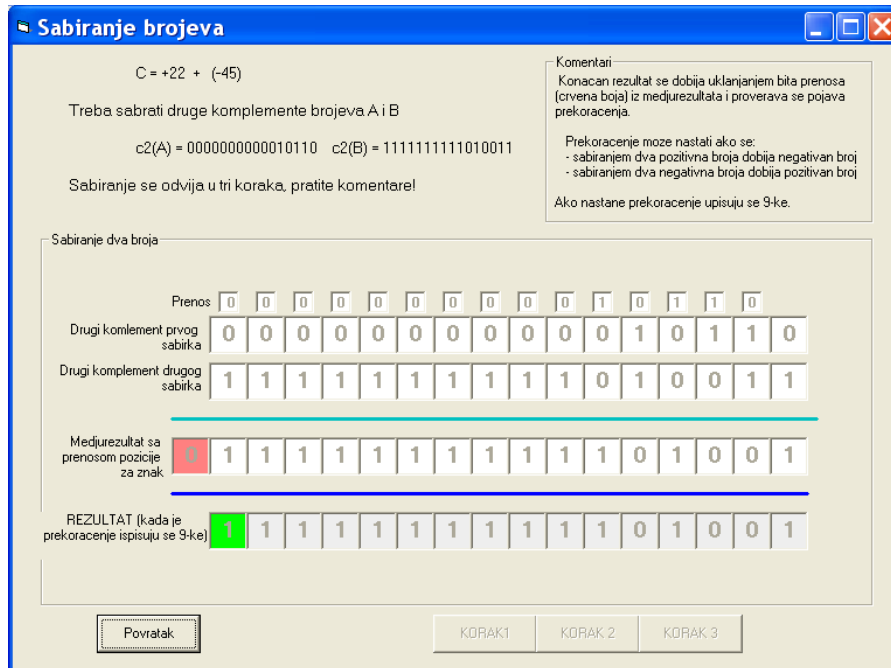 Sabiranje brojeva
C = +22 + (-45)
Treba sabrati druge komplemente brojeva A i B
c2(A) = 0000000000010110 c2(B) = 1111111111010011
Sabiranje se odvija u tri koraka, pratite komentare!
Komentari
Konacan rezultat se dobija uklanjanjem bita prenosa
(crvena boja) iz medjurezultata i proverava se pojava
prekoracenja.
Prekoracenje moze nastati ako se:
- sabiranjem dva pozitivna broja dobija negativan broj
- sabiranjem dva negativna broja dobija pozitivan broj
Ako nastane prekoracenje upisuju se 9-ke.
Sabiranje dva broja
Prenos 0 0 0 0 0 0 0 0 0 0 1 0 1 1 0
Drugi komlement prvog
sabirka
0 0 0 0 0 0 0 0 0 0 0 1 0 1 1 0
Drugi komplement drugog
sabirka
1 1 1 1 1 1 1 1 1 1 0 1 0 0 1 1
Medjurezultat sa
prenosom pozicije
za znak
0 1 1 1 1 1 1 1 1 1 1 1 0 1 0 0 1
REZULTAT (kada je
prekoracenje ispisuju se 9-ke)
1 1 1 1 1 1 1 1 1 1 1 0 1 0 0 1
Povratak
KORAK1
KORAK 2
KORAK 3